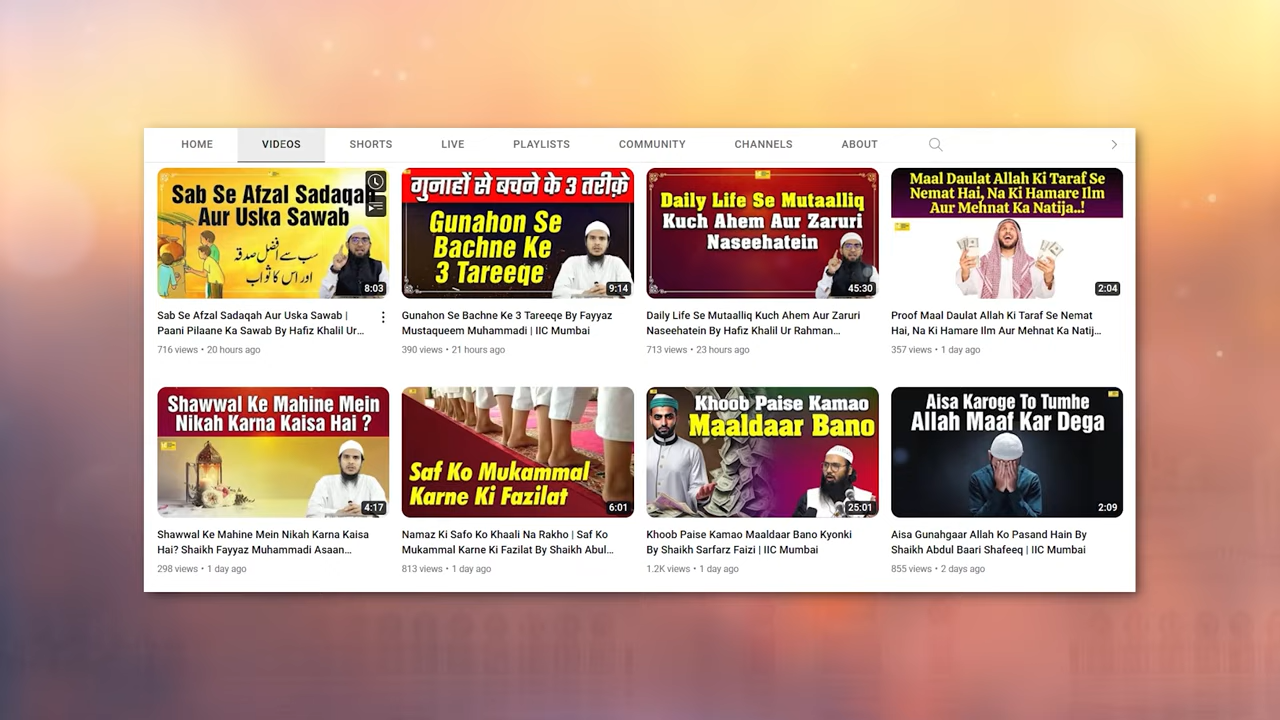 HOME VIDEOS SHORTS LIVE PLAYLISTS COMMUNITY CHANNELS ABOUT
Sab Se Afzal Sadaqah
Aur Uska Sawab
سب سے افضل صدقہ
اور اس کا ثواب
8:03
Sab Se Afzal Sadaqah Aur Uska Sawab |
Paani Pilaane Ka Sawab By Hafiz Khalil Ur...
716 views • 20 hours ago
गुनाहों से बचने के 3 तरीक़े
Gunahon Se
Bachne Ke
3 Tareeqe
9:14
Gunahon Se Bachne Ke 3 Tareeqe By Fayyaz
Mustaqueem Muhammadi | IIC Mumbai
390 views • 21 hours ago
Daily Life Se Mutaalliq
Kuch Ahem Aur Zaruri
Naseehatein
45:30
Daily Life Se Mutaalliq Kuch Ahem Aur Zaruri
Naseehatein By Hafiz Khalil Ur Rahman...
713 views • 23 hours ago
Maal Daulat Allah Ki Taraf Se
Nemat Hai, Na Ki Hamare Ilm
Aur Mehnat Ka Natija..!
2:04
Proof Maal Daulat Allah Ki Taraf Se Nemat
Hai, Na Ki Hamare Ilm Aur Mehnat Ka Natij...
357 views • 1 day ago
Shawwal Ke Mahine Mein
Nikah Karna Kaisa Hai ?
4:17
Shawwal Ke Mahine Mein Nikah Karna Kaisa
Hai? Shaikh Fayyaz Muhammadi Asaan...
298 views • 1 day ago
Saf Ko Mukammal
Karne Ki Fazilat
6:01
Namaz Ki Safo Ko Khaali Na Rakho | Saf Ko
Mukammal Karne Ki Fazilat By Shaikh Abul...
813 views • 1 day ago
Khoob Paise Kamao
Maaldaar Bano
25:01
Khoob Paise Kamao Maaldaar Bano Kyonki
By Shaikh Sarfarz Faizi | IIC Mumbai
1.2K views • 1 day ago
Aisa Karoge To Tumhe
Allah Maaf Kar Dega
2:09
Aisa Gunahgaar Allah Ko Pasand Hain By
Shaikh Abdul Baari Shafeeq | IIC Mumbai
855 views • 2 days ago